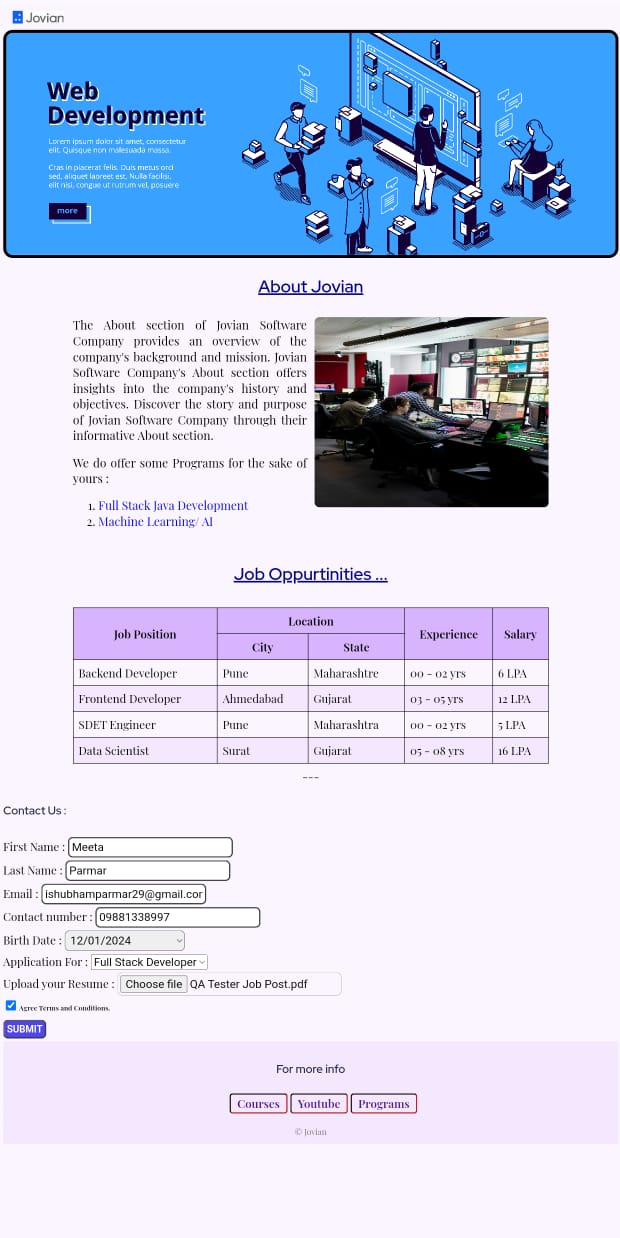 Jovian
Web
Development
Lorem ipsum dolor sit amet, consectetur
elit. Quisque non malesuada massa.
Cras in placerat felis. Duis metus orci
sed, aliquet laoreet est. Nulla facilisi,
elit nisi, congue ut rutrum vel, posuere
more
About Jovian
The About section of Jovian Software
Company provides an overview of the
company's background and mission. Jovian
Software Company's About section offers
insights into the company's history and
objectives. Discover the story and purpose
of Jovian Software Company through their
informative About section.
We do offer some Programs for the sake of
yours :
1. Full Stack Java Development
2. Machine Learning/ AI
Job Oppurtinities ...
Job Position Location Experience Salary
City State
Backend Developer Pune Maharashtre 00 - 02 yrs 6 LPA
Frontend Developer Ahmedabad Gujarat 03 - 05 yrs 12 LPA
SDET Engineer Pune Maharashtra 00 - 02 yrs 5 LPA
Data Scientist Surat Gujarat 05 - 08 yrs 16 LPA
---
Contact Us :
First Name : Meeta
Last Name : Parmar
Email : ishubhamparmar29@gmail.cor
Contact number : 09881338997
Birth Date : 12/01/2024
Application For : Full Stack Developer
Upload your Resume : Choose file QA Tester Job Post.pdf
Agree Terms and Conditions.
SUBMIT
For more info
Courses Youtube Programs
© Jovian